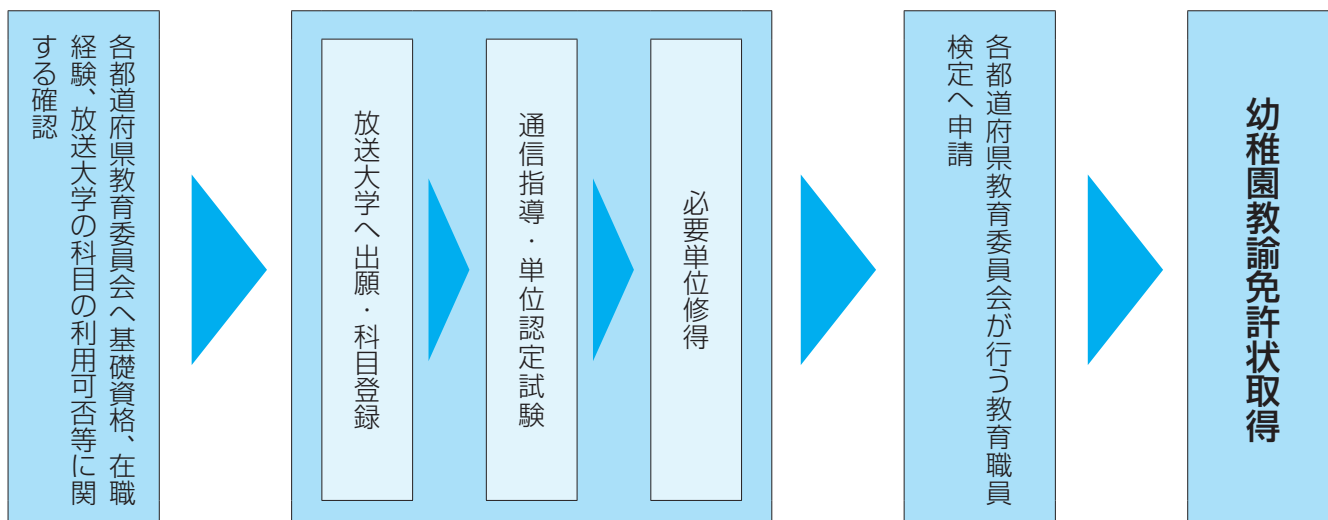 各都道府県教育委員会へ基礎資格、在職
経験、放送大学の科目の利用可否等に関
する確認
放送大学へ出願・科目登録
通信指導・単位認定試験
必要単位修得
各都道府県教育委員会が行う教育職員
検定へ申請
幼稚園教諭免許状取得